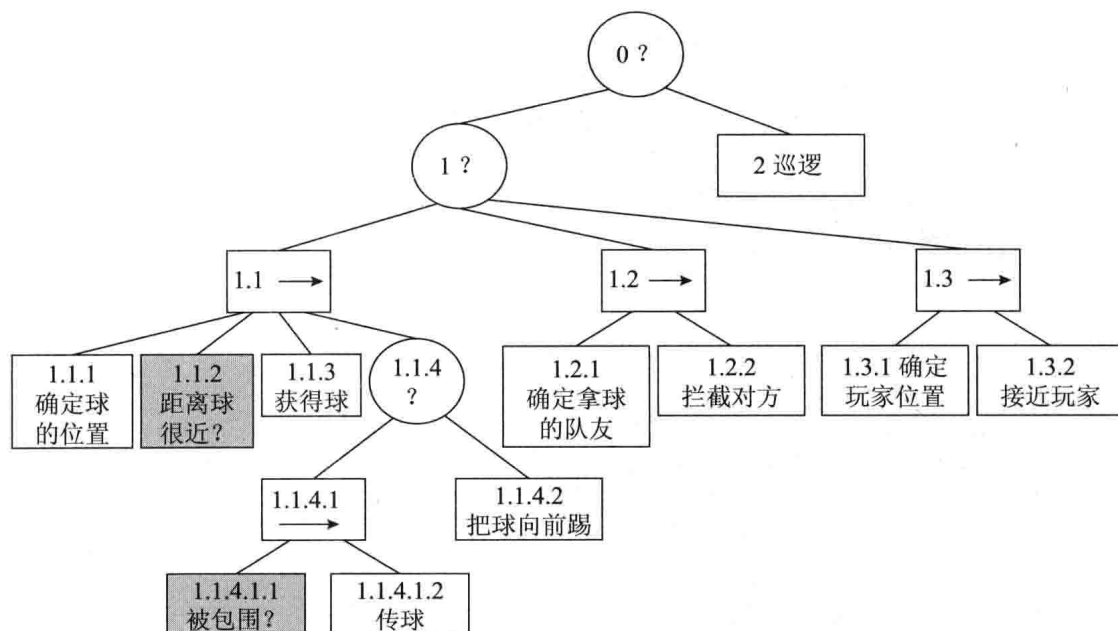 0 ?
1 ?
2 巡逻
1.1 →
1.2 →
1.3 →
1.1.1
确定球
的位置
1.1.2
距离球
很近?
1.1.3
获得球
1.1.4
?
1.2.1
确定拿球
的队友
1.2.2
拦截对方
1.3.1 确定
玩家位置
1.3.2
接近玩家
1.1.4.1
→
1.1.4.2
把球向前踢
1.1.4.1.1
被包围?
1.1.4.1.2
传球